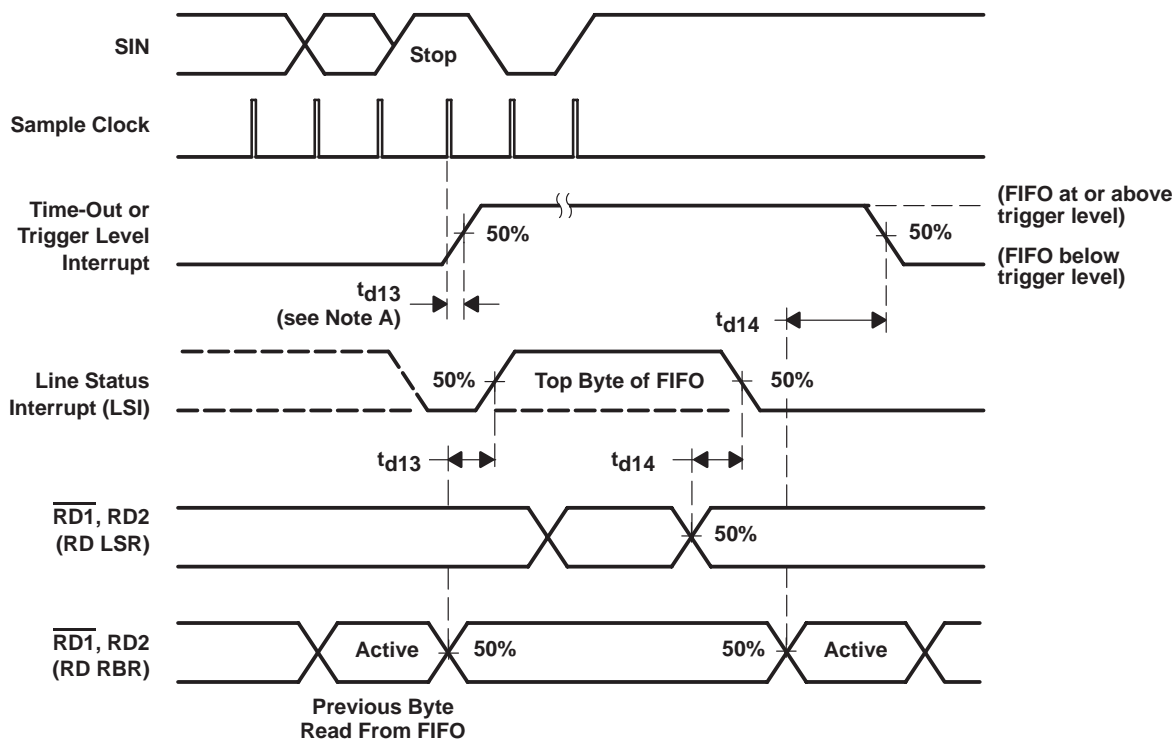 SIN
Stop
Sample Clock
Time-Out or
Trigger Level
Interrupt
50%
50%
(FIFO at or above
trigger level)
(FIFO below
trigger level)
td13
(see Note A)
td14
Line Status
Interrupt (LSI)
50%
Top Byte of FIFO
50%
td13
td14
RD1, RD2
(RD LSR)
50%
RD1, RD2
(RD RBR)
Active
50%
50%
Active
Previous Byte
Read From FIFO